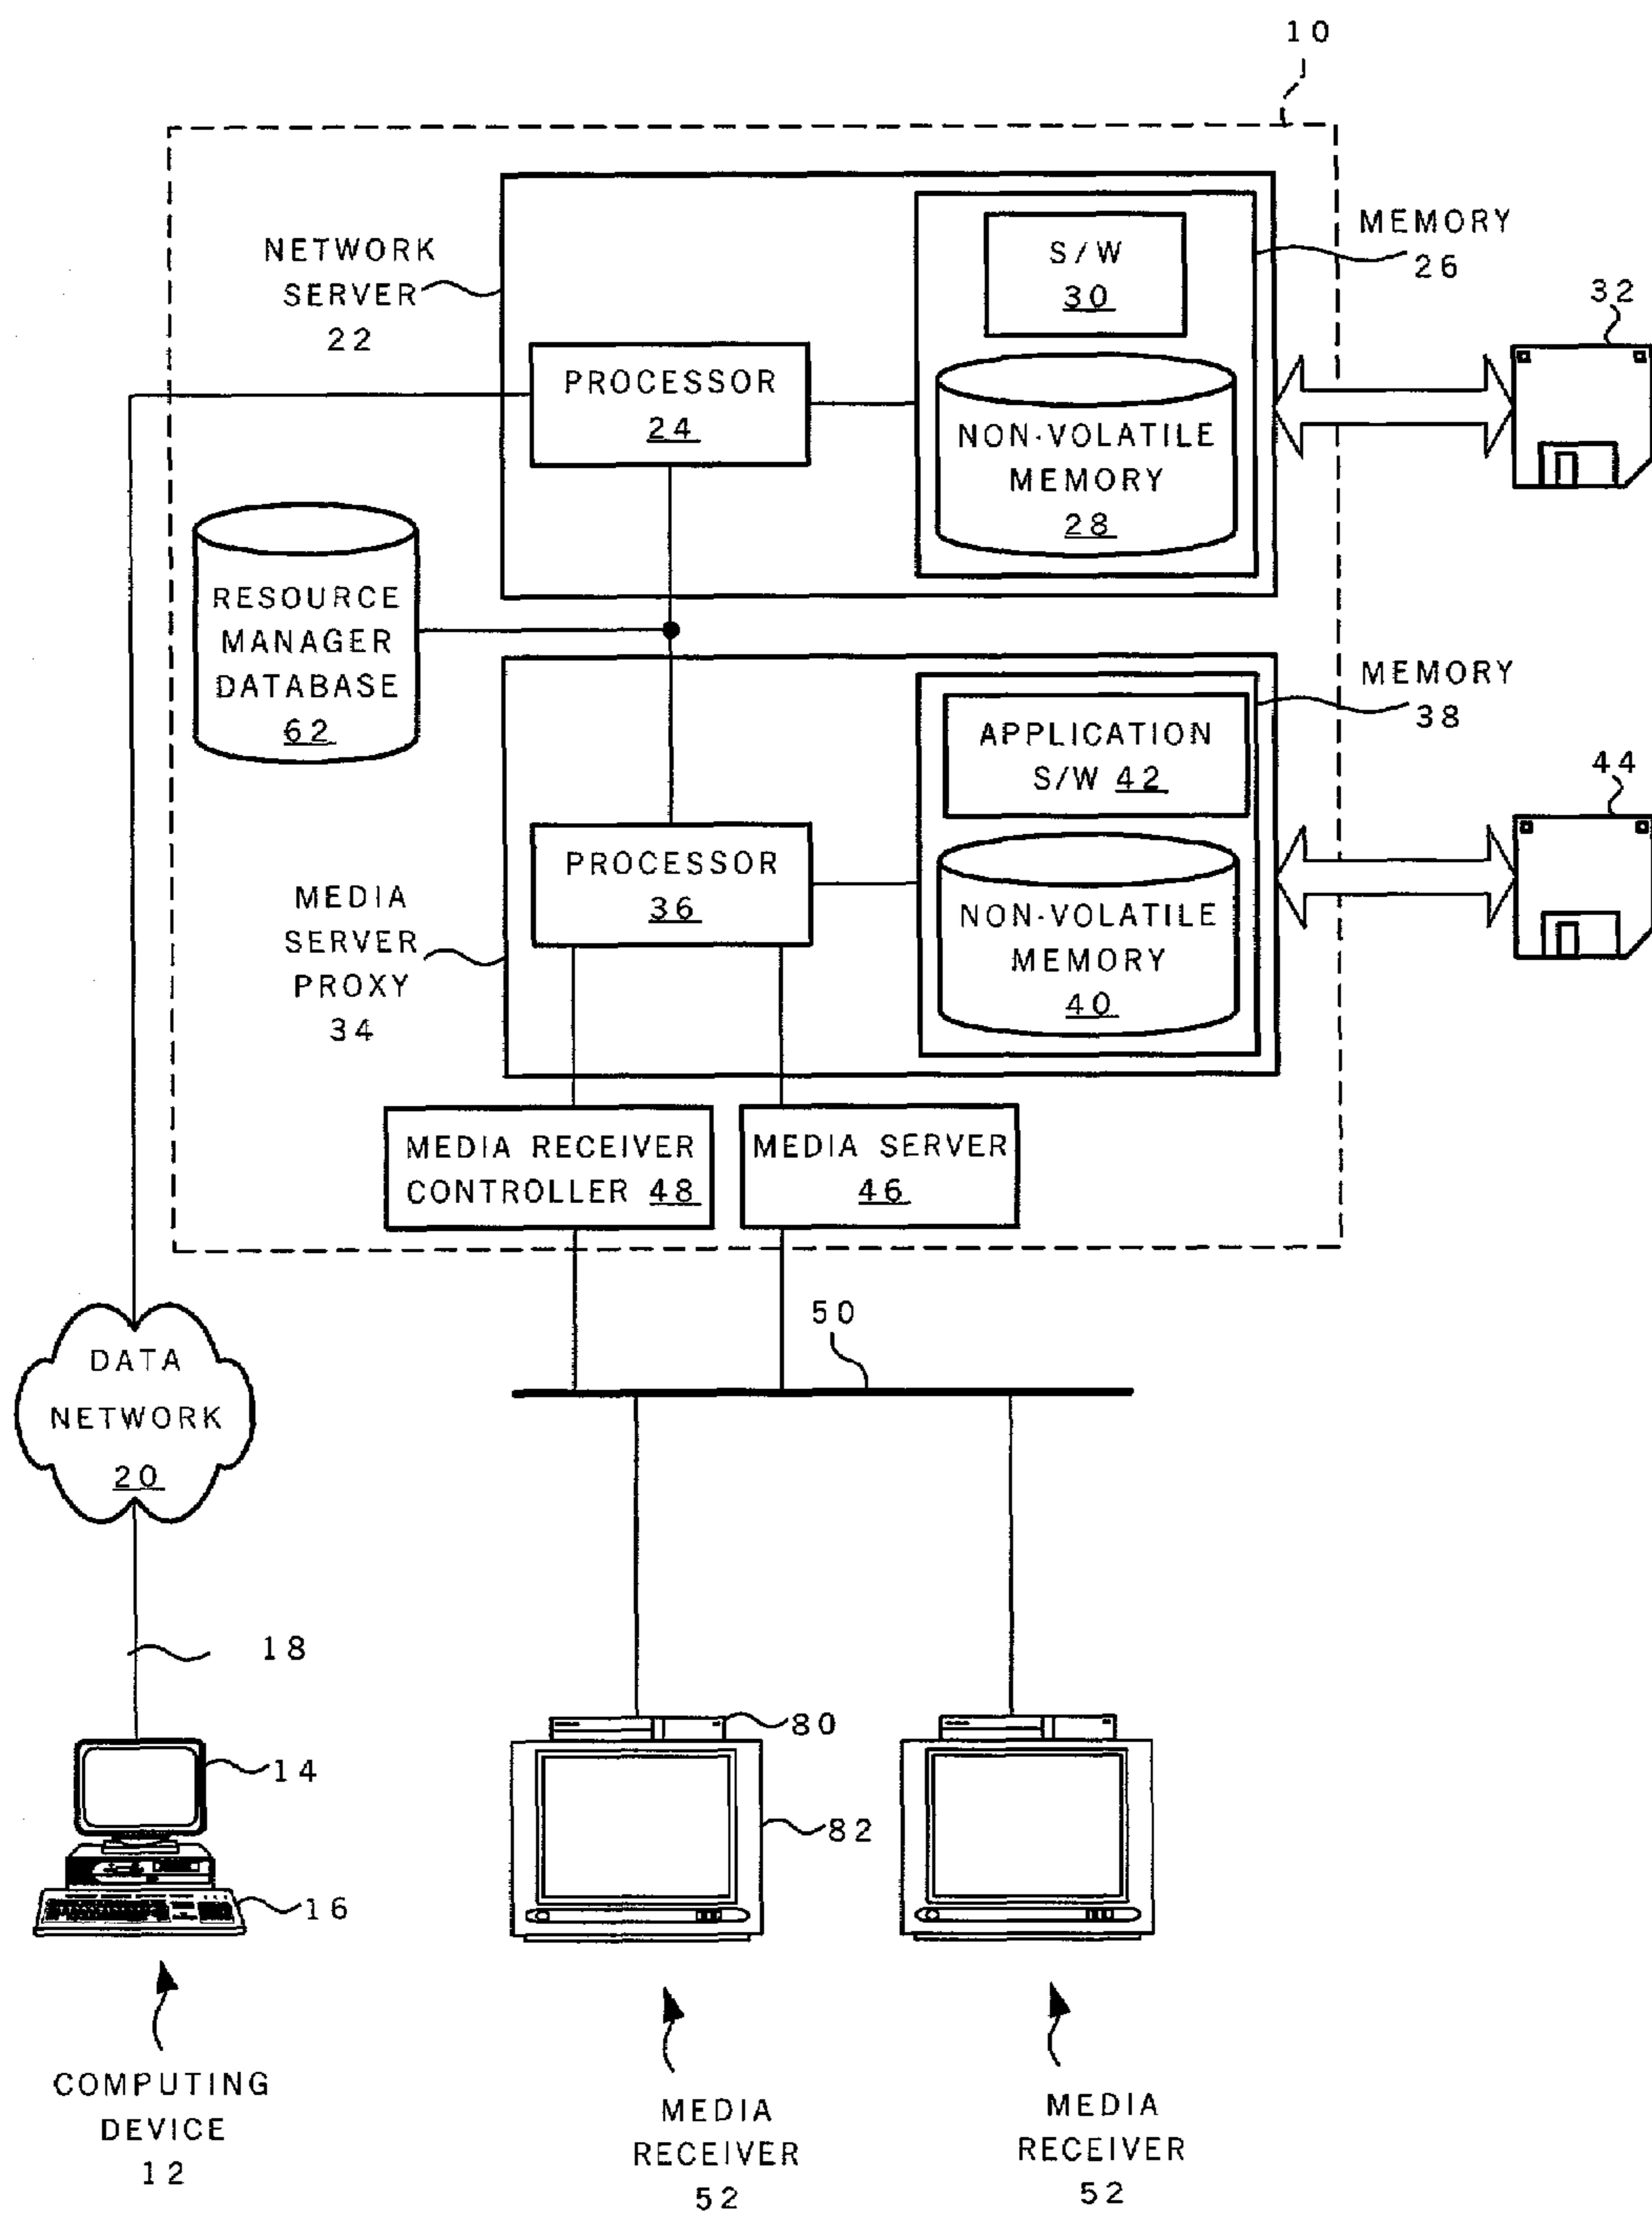 10
NETWORK
SERVER
22
S/W
30
MEMORY
26
32
PROCESSOR
24
NON-VOLATILE
MEMORY
28
RESOURCE
MANAGER
DATABASE
62
MEMORY
38
APPLICATION
S/W 42
44
PROCESSOR
36
MEDIA
SERVER
PROXY
34
NON-VOLATILE
MEMORY
40
MEDIA RECEIVER
CONTROLLER 48
MEDIA SERVER
46
50
DATA
NETWORK
20
18
14
16
80
82
COMPUTING
DEVICE
12
MEDIA
RECEIVER
52
MEDIA
RECEIVER
52